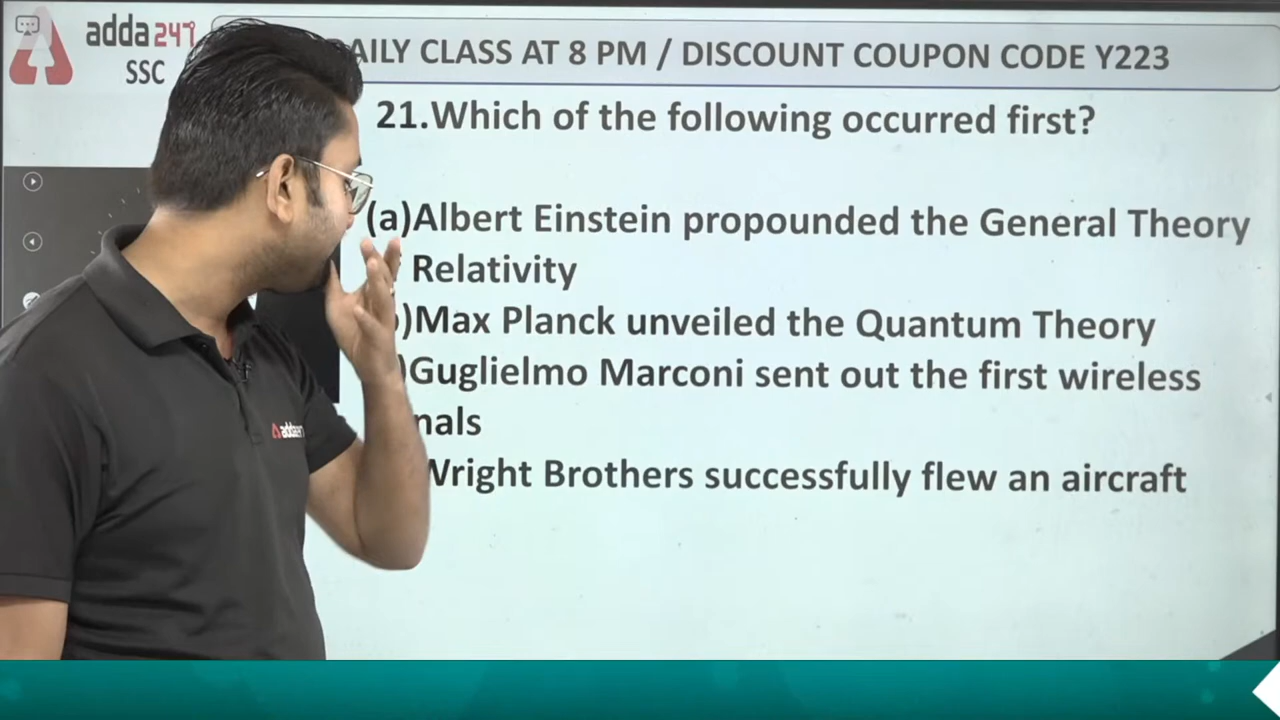 adda247
SSC
AILY CLASS AT 8 PM / DISCOUNT COUPON CODE Y223
21.Which of the following occurred first?
(a)Albert Einstein propounded the General Theory
Relativity
)Max Planck unveiled the Quantum Theory
)Guglielmo Marconi sent out the first wireless
nals
Wright Brothers successfully flew an aircraft